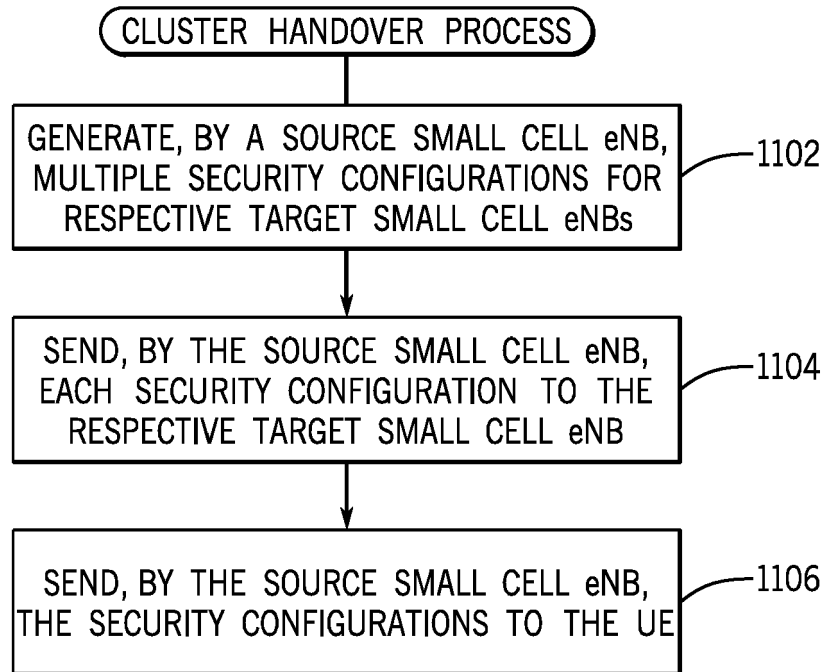 CLUSTER HANDOVER PROCESS
GENERATE, BY A SOURCE SMALL CELL eNB,
MULTIPLE SECURITY CONFIGURATIONS FOR
RESPECTIVE TARGET SMALL CELL eNBs
1102
SEND, BY THE SOURCE SMALL CELL eNB,
EACH SECURITY CONFIGURATION TO THE
RESPECTIVE TARGET SMALL CELL eNB
1104
SEND, BY THE SOURCE SMALL CELL eNB,
THE SECURITY CONFIGURATIONS TO THE UE
1106